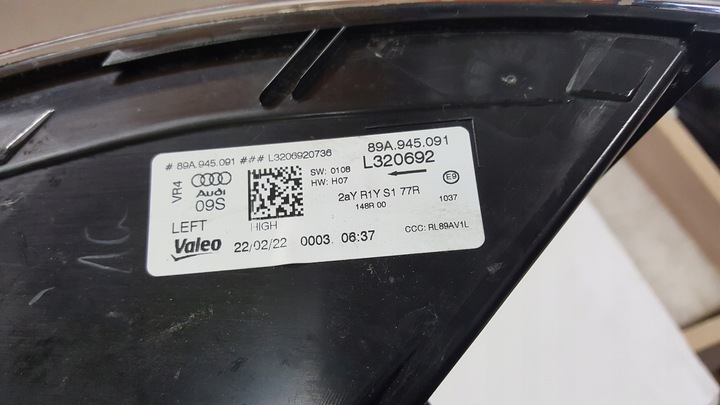 # 89A.945.091 ### L3206920736
89A.945.091
L320692
VR4
Audi
09S
SW: 0108
HW: H07
E9
2aY R1Y S1 77R
148R 00
1037
LEFT
HIGH
Valeo
22/02/22 0003 06:37
CCC: RL89AV1L